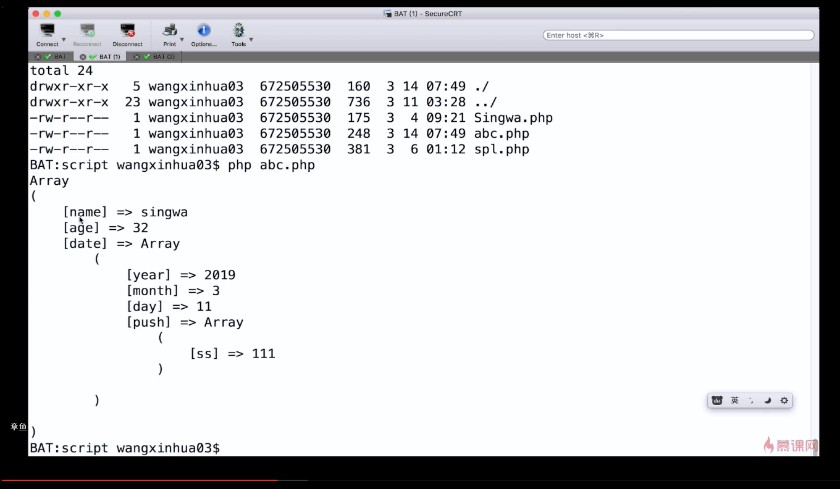 BAT (1) - SecureCRT
Connect Reconnect Disconnect Print Options... Tools
Enter host <⌘R>
BAT BAT (1) BAT (2)
total 24
drwxr-xr-x 5 wangxinhua03 672505530 160 3 14 07:49 ./
drwxr-xr-x 23 wangxinhua03 672505530 736 3 11 03:28 ../
-rw-r--r-- 1 wangxinhua03 672505530 175 3 4 09:21 Singwa.php
-rw-r--r-- 1 wangxinhua03 672505530 248 3 14 07:49 abc.php
-rw-r--r-- 1 wangxinhua03 672505530 381 3 6 01:12 spl.php
BAT:script wangxinhua03$ php abc.php
Array
(
[name] => singwa
[age] => 32
[date] => Array
(
[year] => 2019
[month] => 3
[day] => 11
[push] => Array
(
[ss] => 111
)
)
英
章鱼
)
BAT:script wangxinhua03$
慕课网